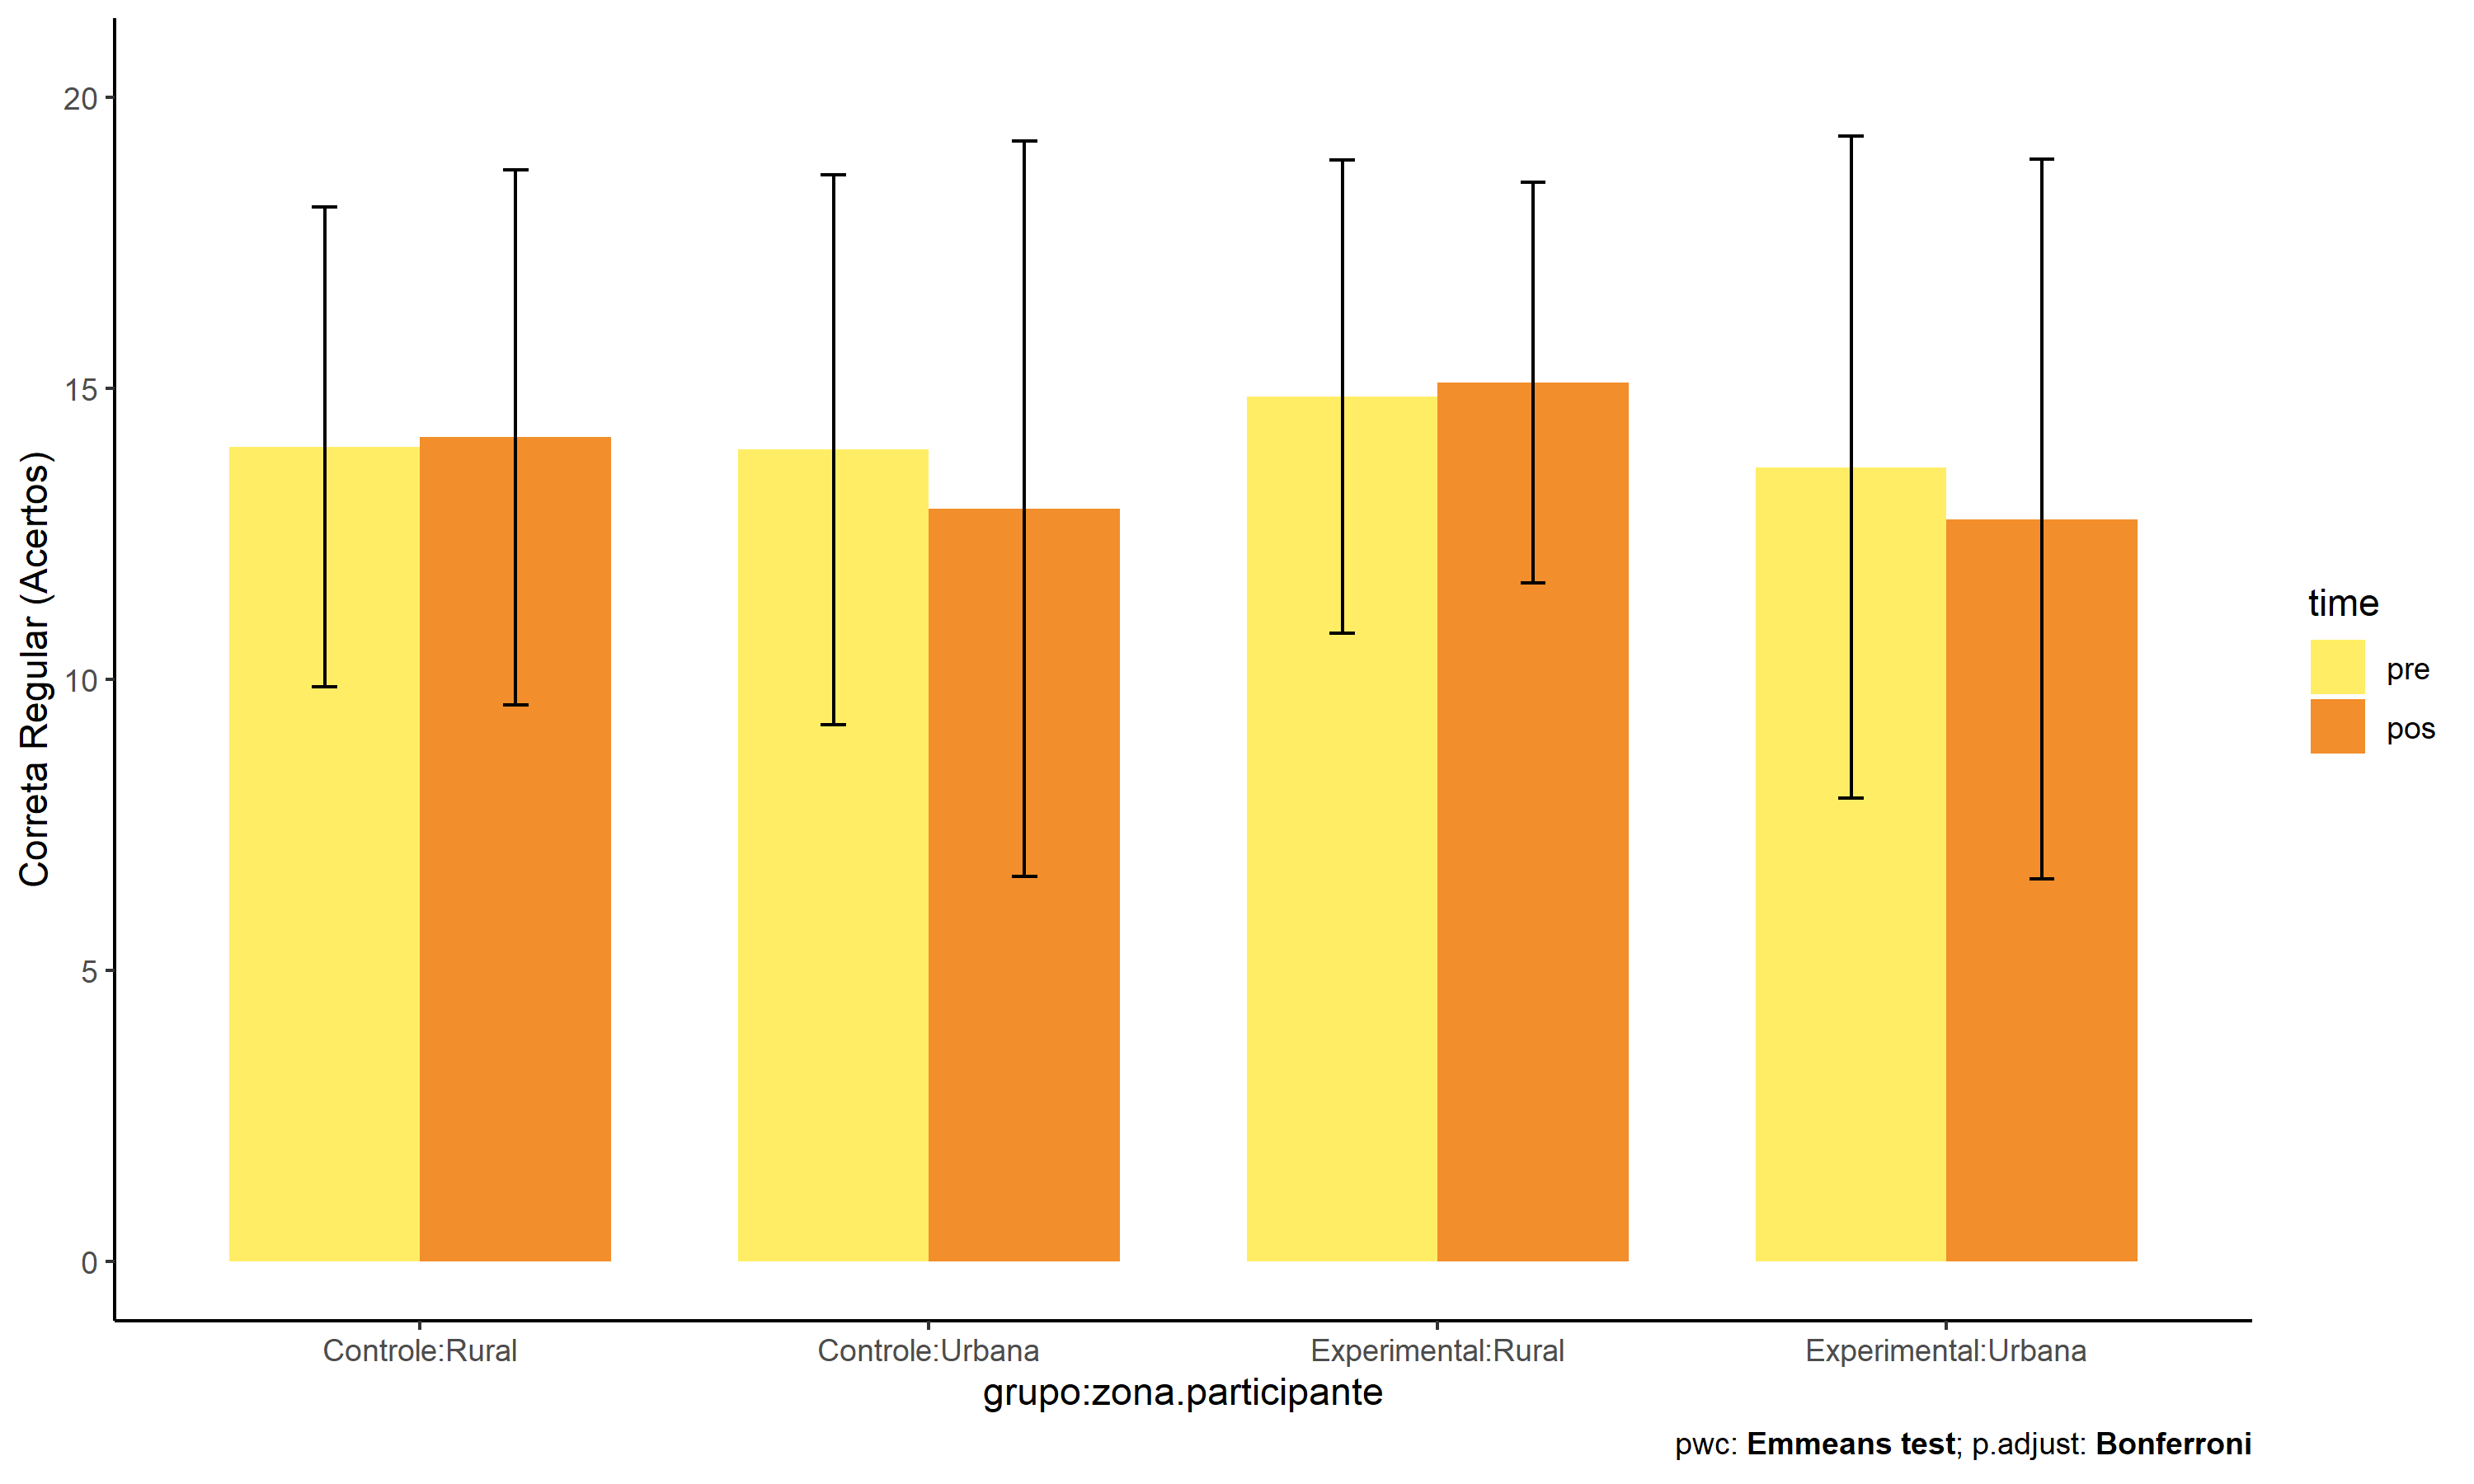 Correta Regular (Acertos)
20
15
10
5
0
Controle:Rural
Controle:Urbana
Experimental:Rural
Experimental:Urbana
grupo:zona.participante
time
pre
pos
pwc: Emmeans test; p.adjust: Bonferroni